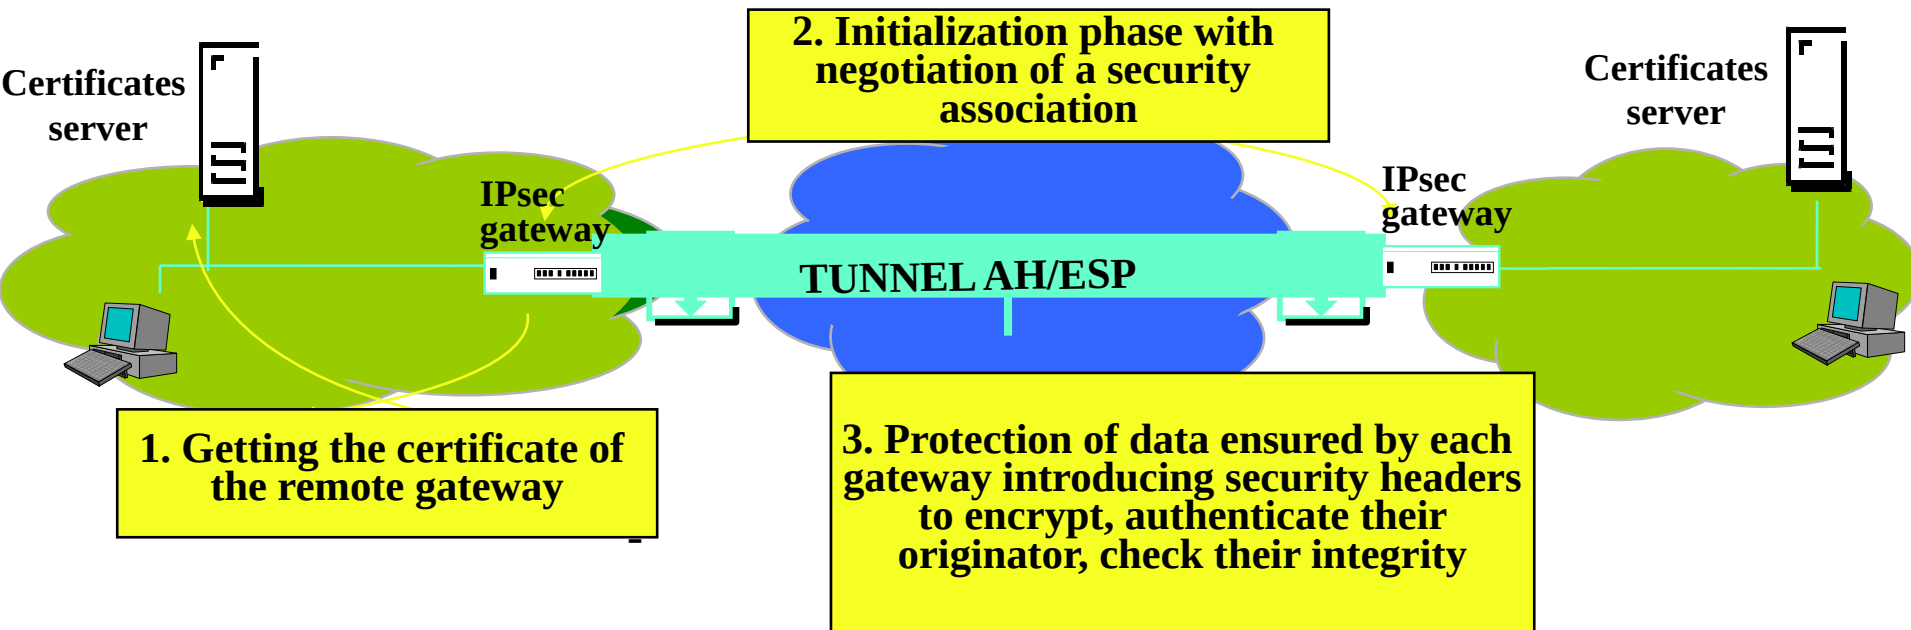 2. Initialization phase with
negotiation of a security
association
Certificates
server
Certificates
server
IPsec
gateway
IPsec
gateway
TUNNEL AH/ESP
1. Getting the certificate of
the remote gateway
3. Protection of data ensured by each
gateway introducing security headers
to encrypt, authenticate their
originator, check their integrity